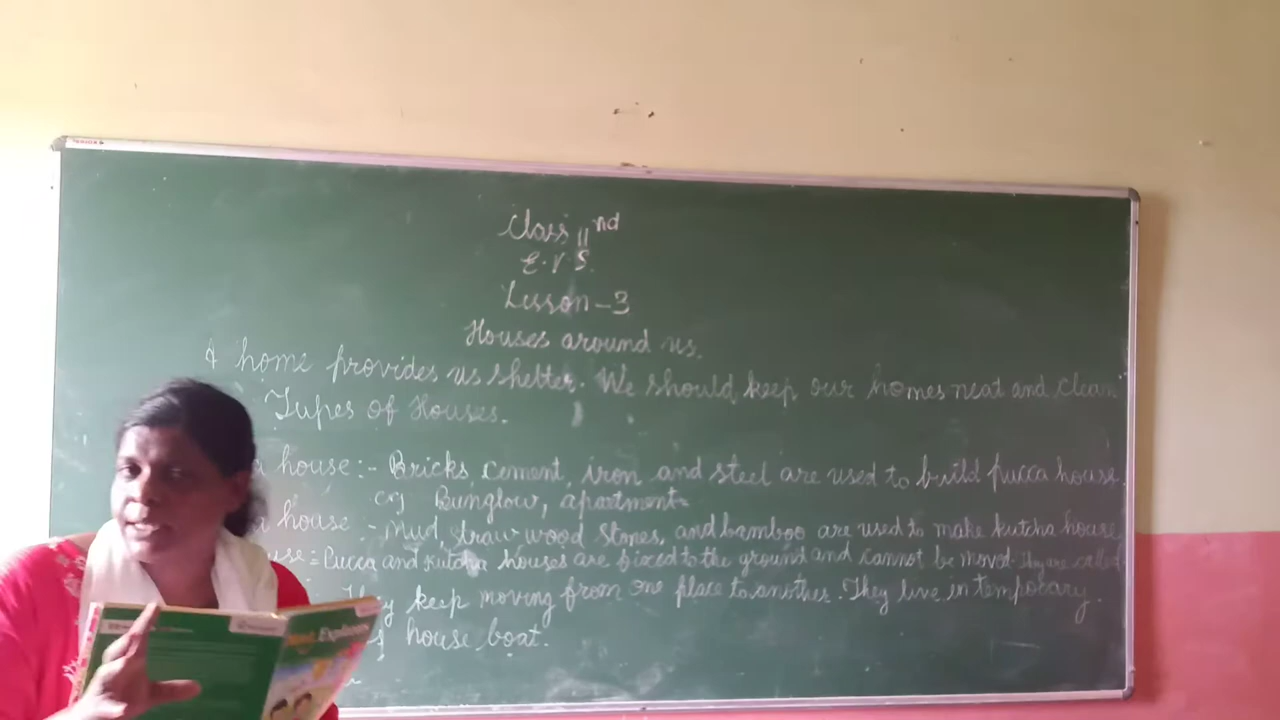 Class IInd
E.V.S.
Lesson-3
Houses around us.
A home provides us shelter. We should keep our homes neat and clean.
Types of Houses.
a house :- Bricks, cement, iron and steel are used to build pucca house.
eg Bunglow, apartment
a house - Mud, straw wood stones, and bamboo are used to make kutcha house
use = Pucca and kutcha houses are fixed to the ground and cannot be moved. They are called
They keep moving from one place to another. They live in temporary.
house boat.